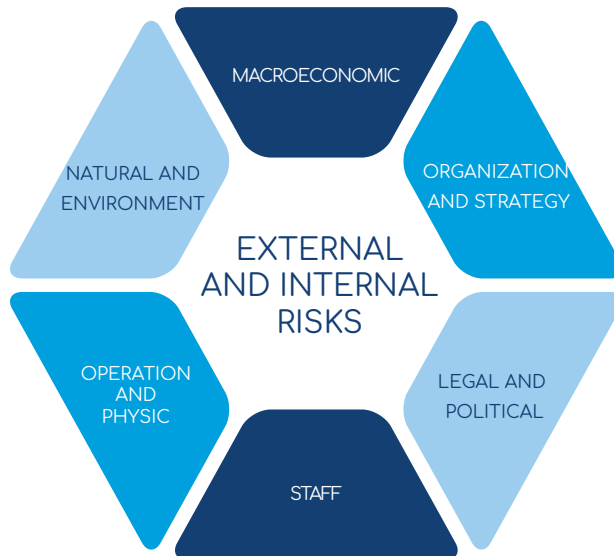 MACROECONOMIC
NATURAL AND
ENVIRONMENT
ORGANIZATION
AND STRATEGY
EXTERNAL
AND INTERNAL
RISKS
OPERATION
AND
PHYSIC
LEGAL AND
POLITICAL
STAFF